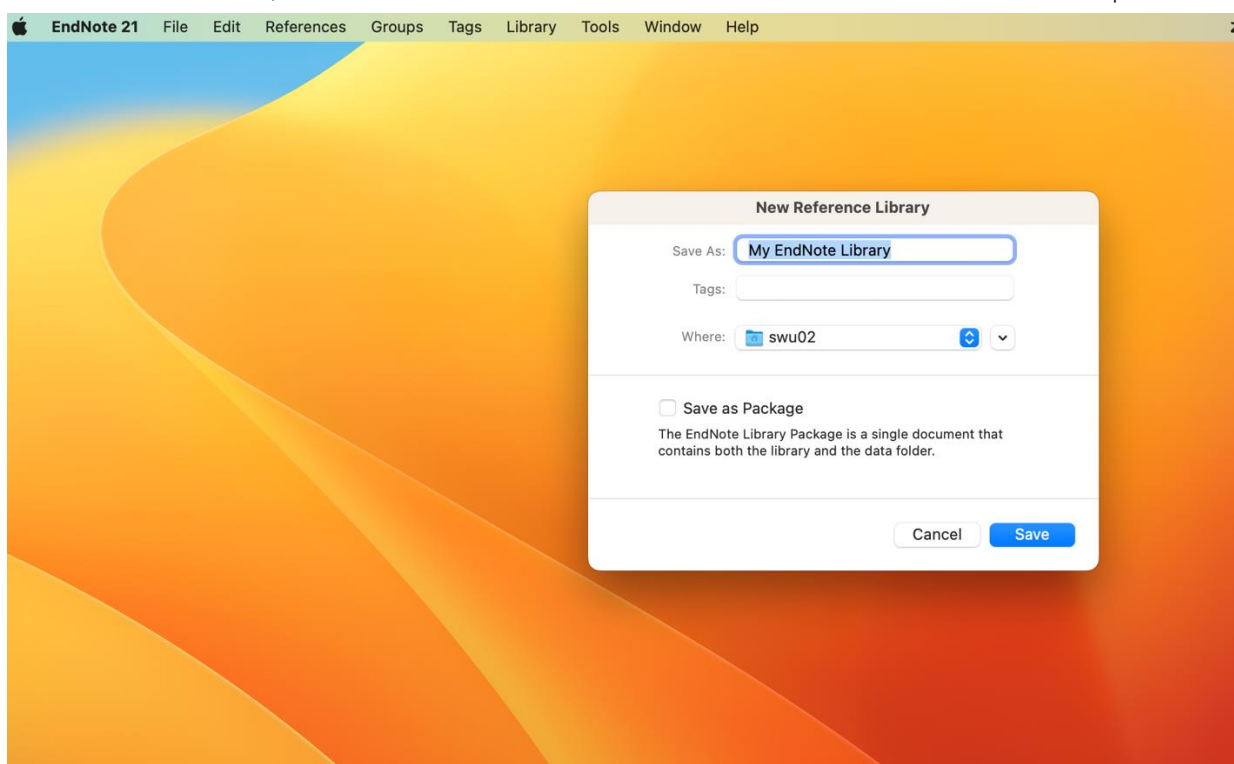 EndNote 21 File Edit References Groups Tags Library Tools Window Help
New Reference Library
Save As: My EndNote Library
Tags:
Where: swu02
Save as Package
The EndNote Library Package is a single document that
contains both the library and the data folder.
Cancel Save